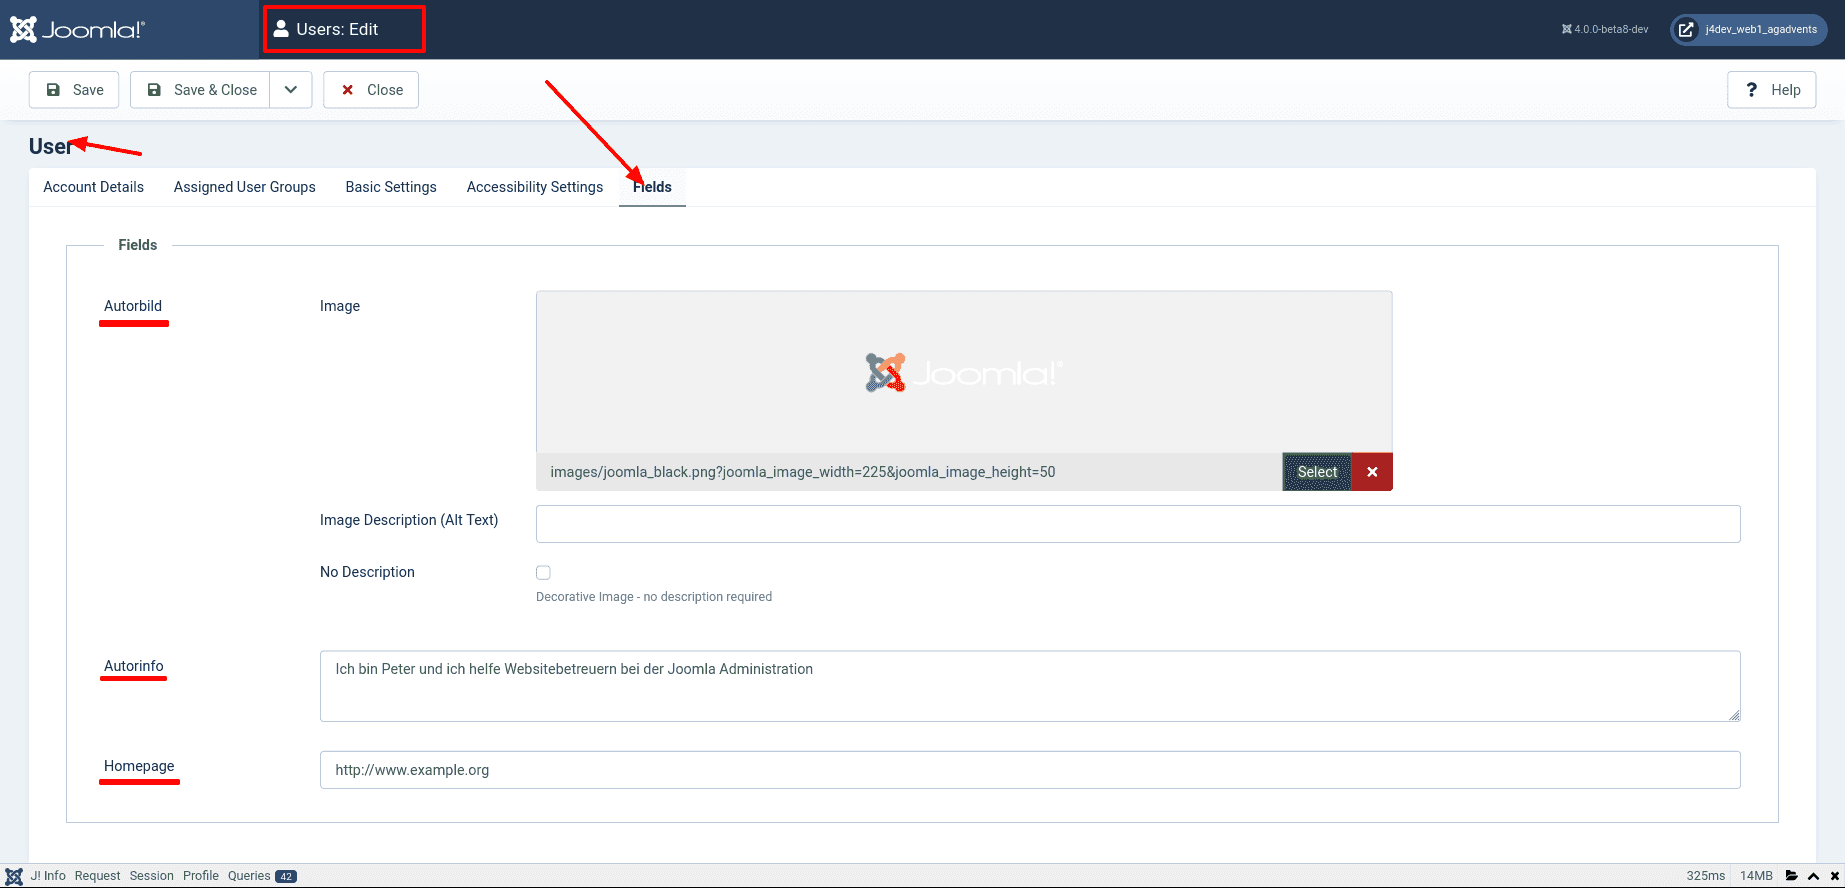 Joomla!®
Users: Edit
4.0.0-beta8-dev
j4dev_web1_agadvents
Save
Save & Close
Close
? Help
User
Account Details
Assigned User Groups
Basic Settings
Accessibility Settings
Fields
Fields
Autorbild
Image
Joomla!®
images/joomla_black.png?joomla_image_width=225&joomla_image_height=50
Select
Image Description (Alt Text)
No Description
Decorative Image - no description required
Autorinfo
Ich bin Peter und ich helfe Websitebetreuern bei der Joomla Administration
Homepage
http://www.example.org
J! Info
Request
Session
Profile
Queries 42
325ms
14MB